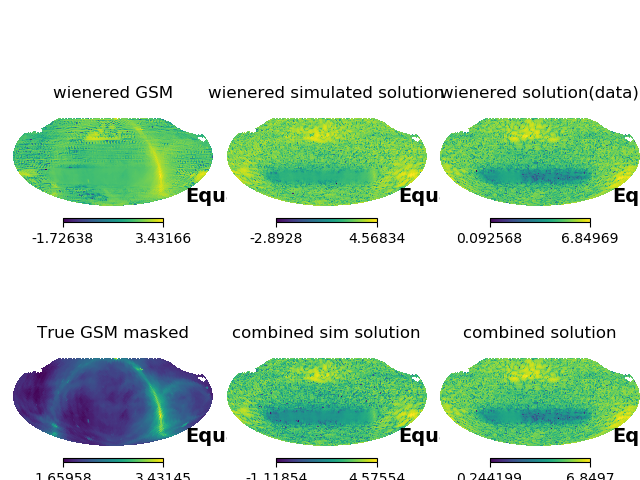 wienered GSM
wienered simulated solution
wienered solution(data)
Equ
Equ
Eq
-1.72638 3.43166
-2.8928 4.56834
0.092568 6.84969
True GSM masked
combined sim solution
combined solution
Equ
Equ
Eq
1.65958 3.43145
-1.11854 4.57554
0.244199 6.8497